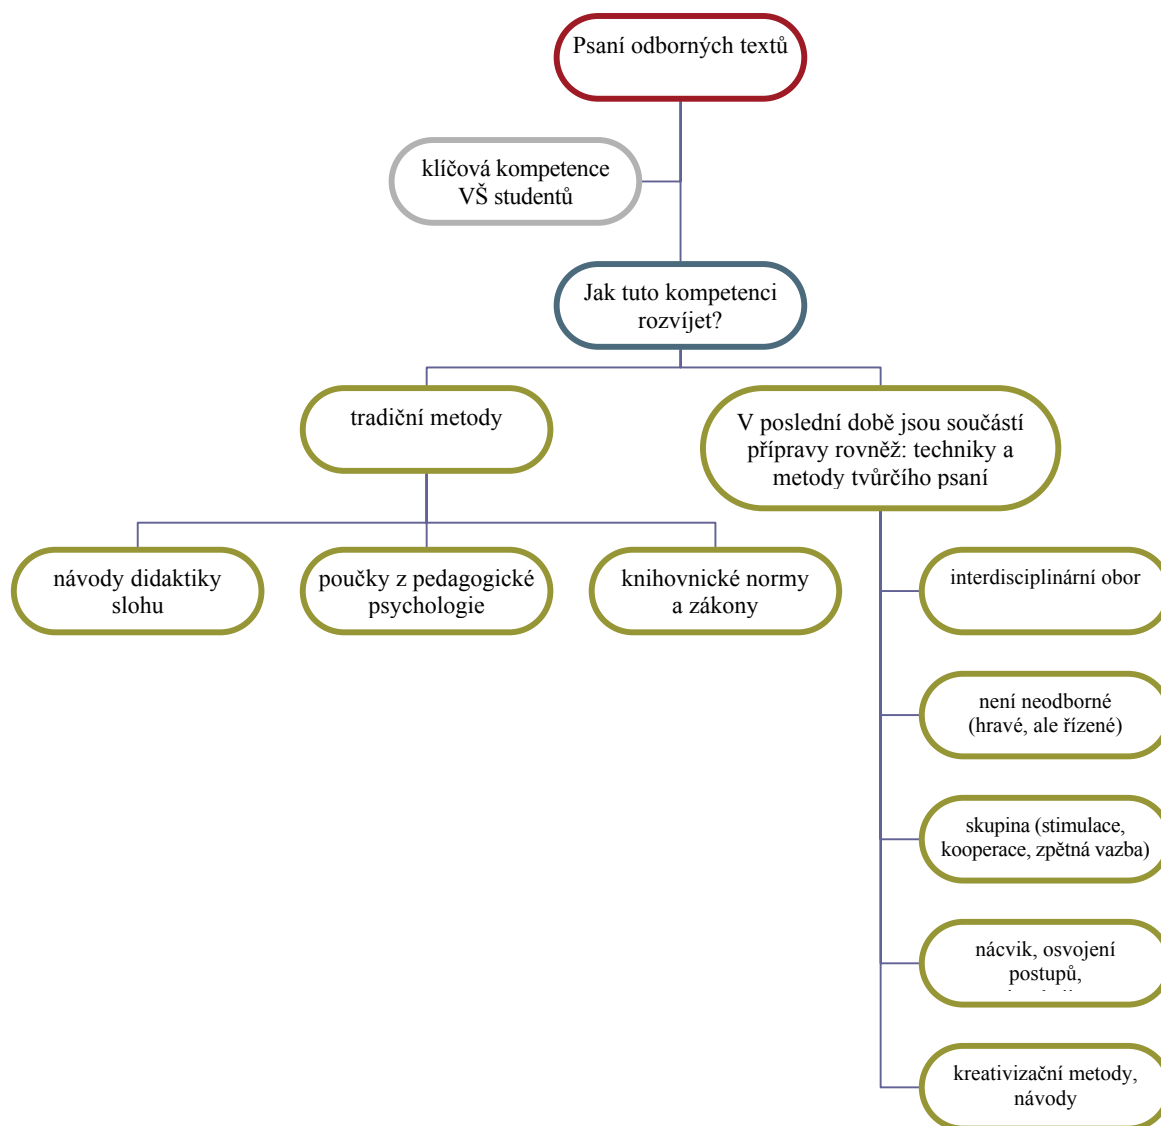 Psaní odborných textů
klíčová kompetence
VŠ studentů
Jak tuto kompetenci
rozvíjet?
tradiční metody
V poslední době jsou součástí
přípravy rovněž: techniky a
metody tvůrčího psaní
návody didaktiky
slohu
poučky z pedagogické
psychologie
knihovnické normy
a zákony
interdisciplinární obor
není neodborné
(hravé, ale řízené)
skupina (stimulace,
kooperace, zpětná vazba)
nácvik, osvojení
postupů,
kreativizační metody,
návody